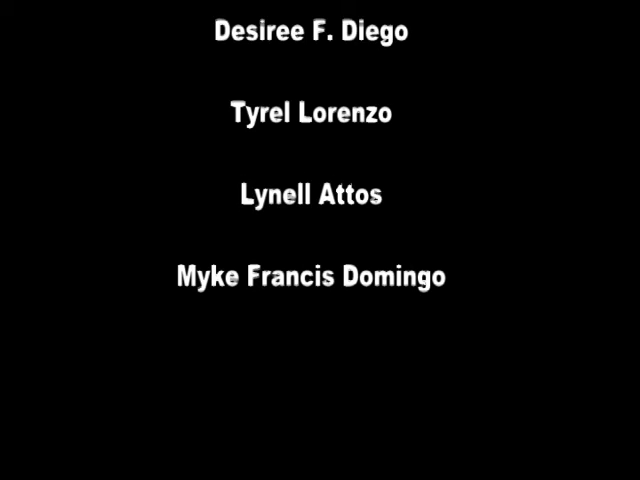 Desiree F. Diego
Tyrel Lorenzo
Lynell Attos
Myke Francis Domingo